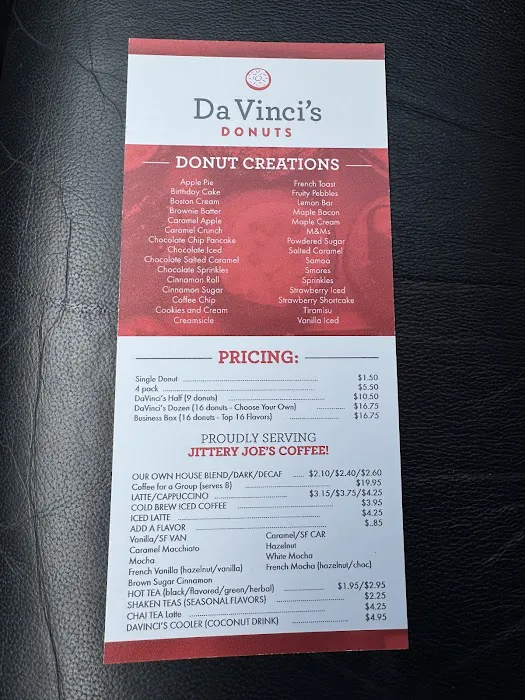 Da Vinci's
DONUTS
DONUT CREATIONS
Apple Pie
Birthday Cake
Boston Cream
Brownie Batter
Caramel Apple
Caramel Crunch
Chocolate Chip Pancake
Chocolate Iced
Chocolate Salted Caramel
Chocolate Sprinkles
Cinnamon Roll
Cinnamon Sugar
Coffee Chip
Cookies and Cream
Creamsicle
French Toast
Fruity Pebbles
Lemon Bar
Maple Bacon
Maple Cream
M&Ms
Powdered Sugar
Salted Caramel
Samoa
Smores
Sprinkles
Strawberry Iced
Strawberry Shortcake
Tiramisu
Vanilla Iced
PRICING:
Single Donut $1.50
4 pack $5.50
DaVinci's Half (9 donuts) $10.50
DaVinci's Dozen (16 donuts - Choose Your Own) $16.75
Business Box (16 donuts - Top 16 Flavors) $16.75
PROUDLY SERVING
JITTERY JOE'S COFFEE!
OUR OWN HOUSE BLEND/DARK/DECAF $2.10/$2.40/$2.60
Coffee for a Group (serves 8) $19.95
LATTE/CAPPUCCINO $3.15/$3.75/$4.25
COLD BREW ICED COFFEE $3.95
ICED LATTE $4.25
ADD A FLAVOR $.85
Vanilla/SF VAN Caramel/SF CAR
Caramel Macchiato Hazelnut
Mocha White Mocha
French Vanilla (hazelnut/vanilla) French Mocha (hazelnut/choc)
Brown Sugar Cinnamon
HOT TEA (black/flavored/green/herbal) $1.95/$2.95
SHAKEN TEAS (SEASONAL FLAVORS) $2.25
CHAI TEA Latte $4.25
DAVINCI'S COOLER (COCONUT DRINK) $4.95